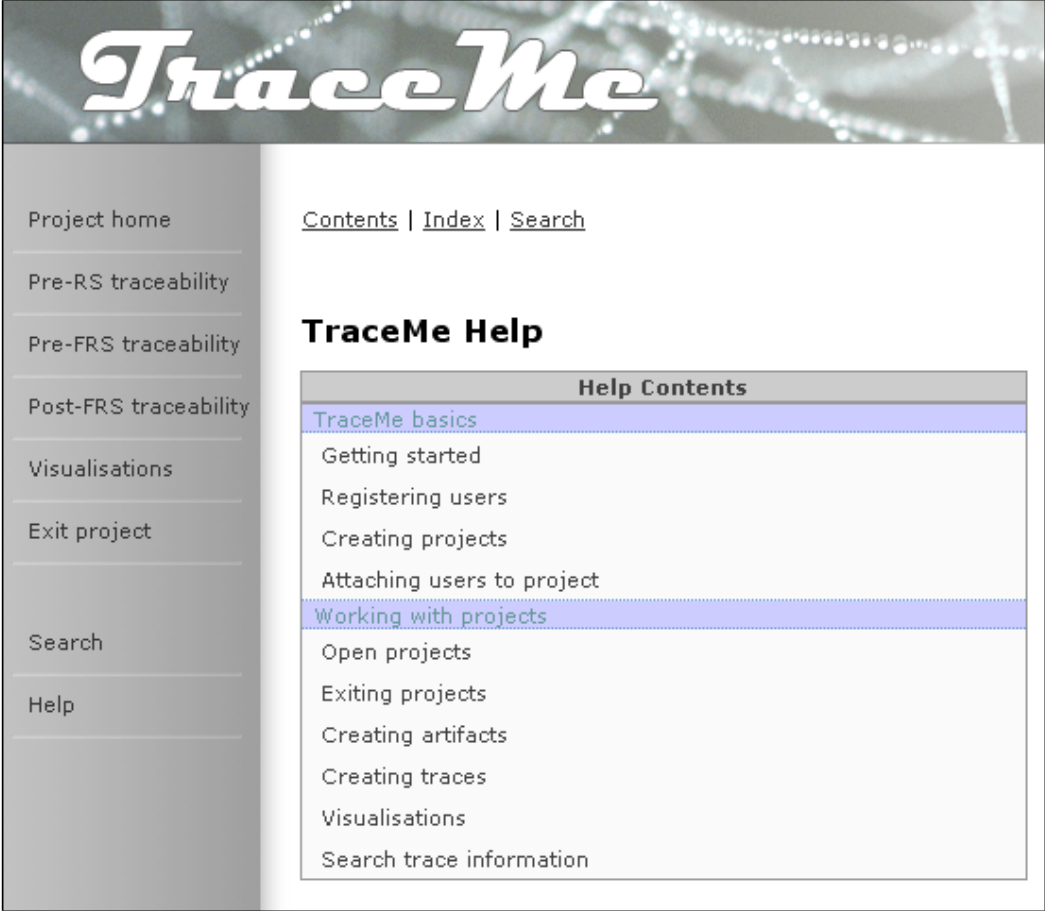 TraceMe
Project home
Pre-RS traceability
Pre-FRS traceability
Post-FRS traceability
Visualisations
Exit project
Search
Help
Contents | Index | Search
TraceMe Help
Help Contents
TraceMe basics
Getting started
Registering users
Creating projects
Attaching users to project
Working with projects
Open projects
Exiting projects
Creating artifacts
Creating traces
Visualisations
Search trace information